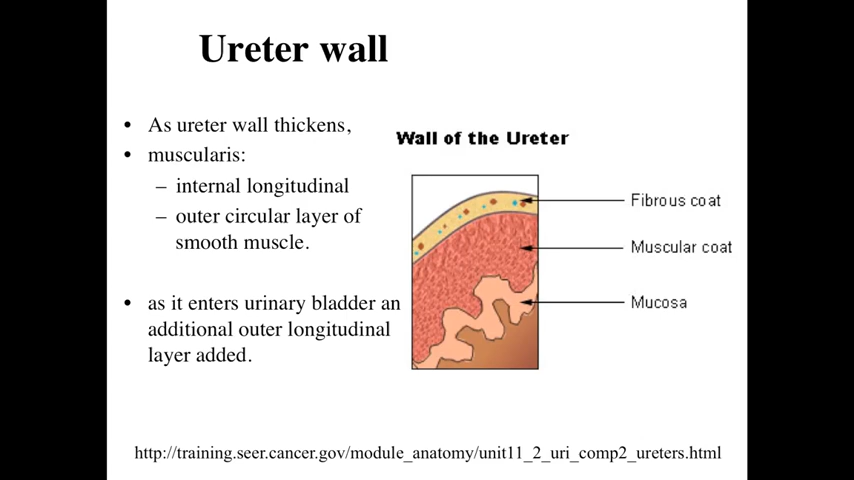 Ureter wall
• As ureter wall thickens,
• muscularis:
– internal longitudinal
– outer circular layer of
smooth muscle.
• as it enters urinary bladder an
additional outer longitudinal
layer added.
Wall of the Ureter
Fibrous coat
Muscular coat
Mucosa
http://training.seer.cancer.gov/module_anatomy/unit11_2_uri_comp2_ureters.html